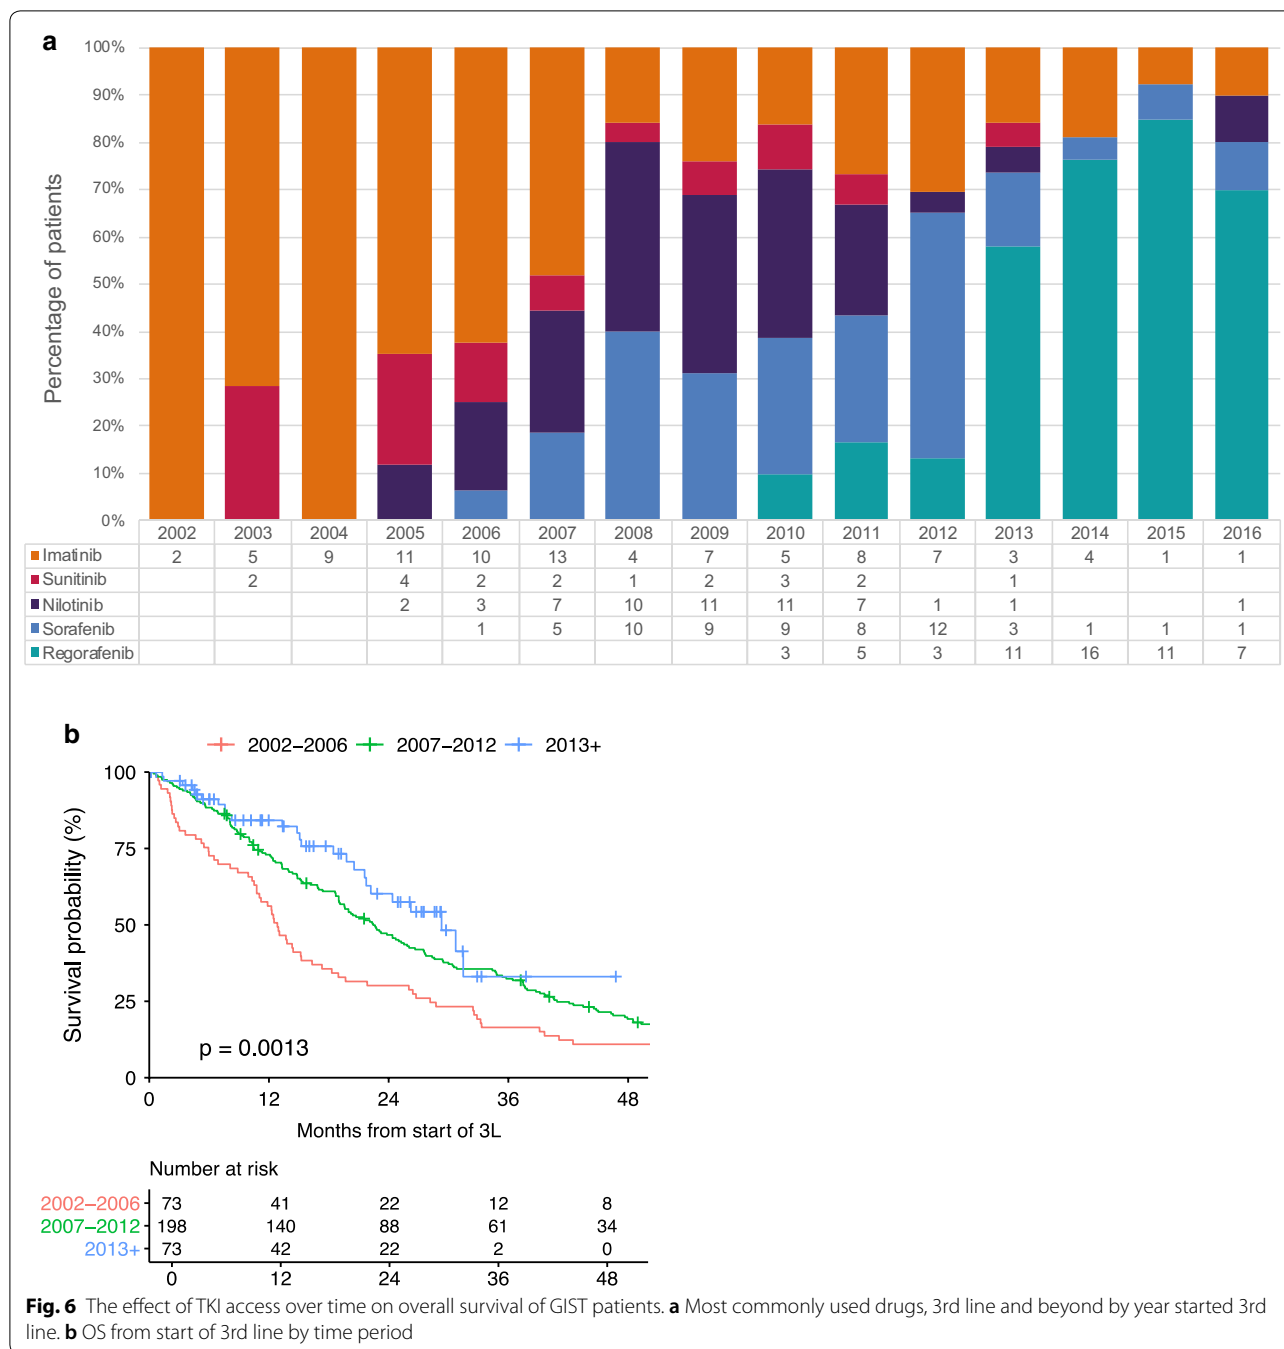 a
100%
90%
80%
70%
60%
50%
40%
30%
20%
10%
0%
Percentage of patients
2002 2003 2004 2005 2006 2007 2008 2009 2010 2011 2012 2013 2014 2015 2016
Imatinib 2 5 9 11 10 13 4 7 5 8 7 3 4 1 1
Sunitinib 2 4 2 2 1 2 3 2 1
Nilotinib 2 3 7 10 11 11 7 1 1 1
Sorafenib 1 5 10 9 9 8 12 3 1 1 1
Regorafenib 3 5 3 11 16 11 7
b
2002–2006 2007–2012 2013+
100
75
50
25
0
Survival probability (%)
p = 0.0013
0 12 24 36 48
Months from start of 3L
Number at risk
2002–2006 73 41 22 12 8
2007–2012 198 140 88 61 34
2013+ 73 42 22 2 0
0 12 24 36 48
Fig. 6 The effect of TKI access over time on overall survival of GIST patients. a Most commonly used drugs, 3rd line and beyond by year started 3rd
line. b OS from start of 3rd line by time period